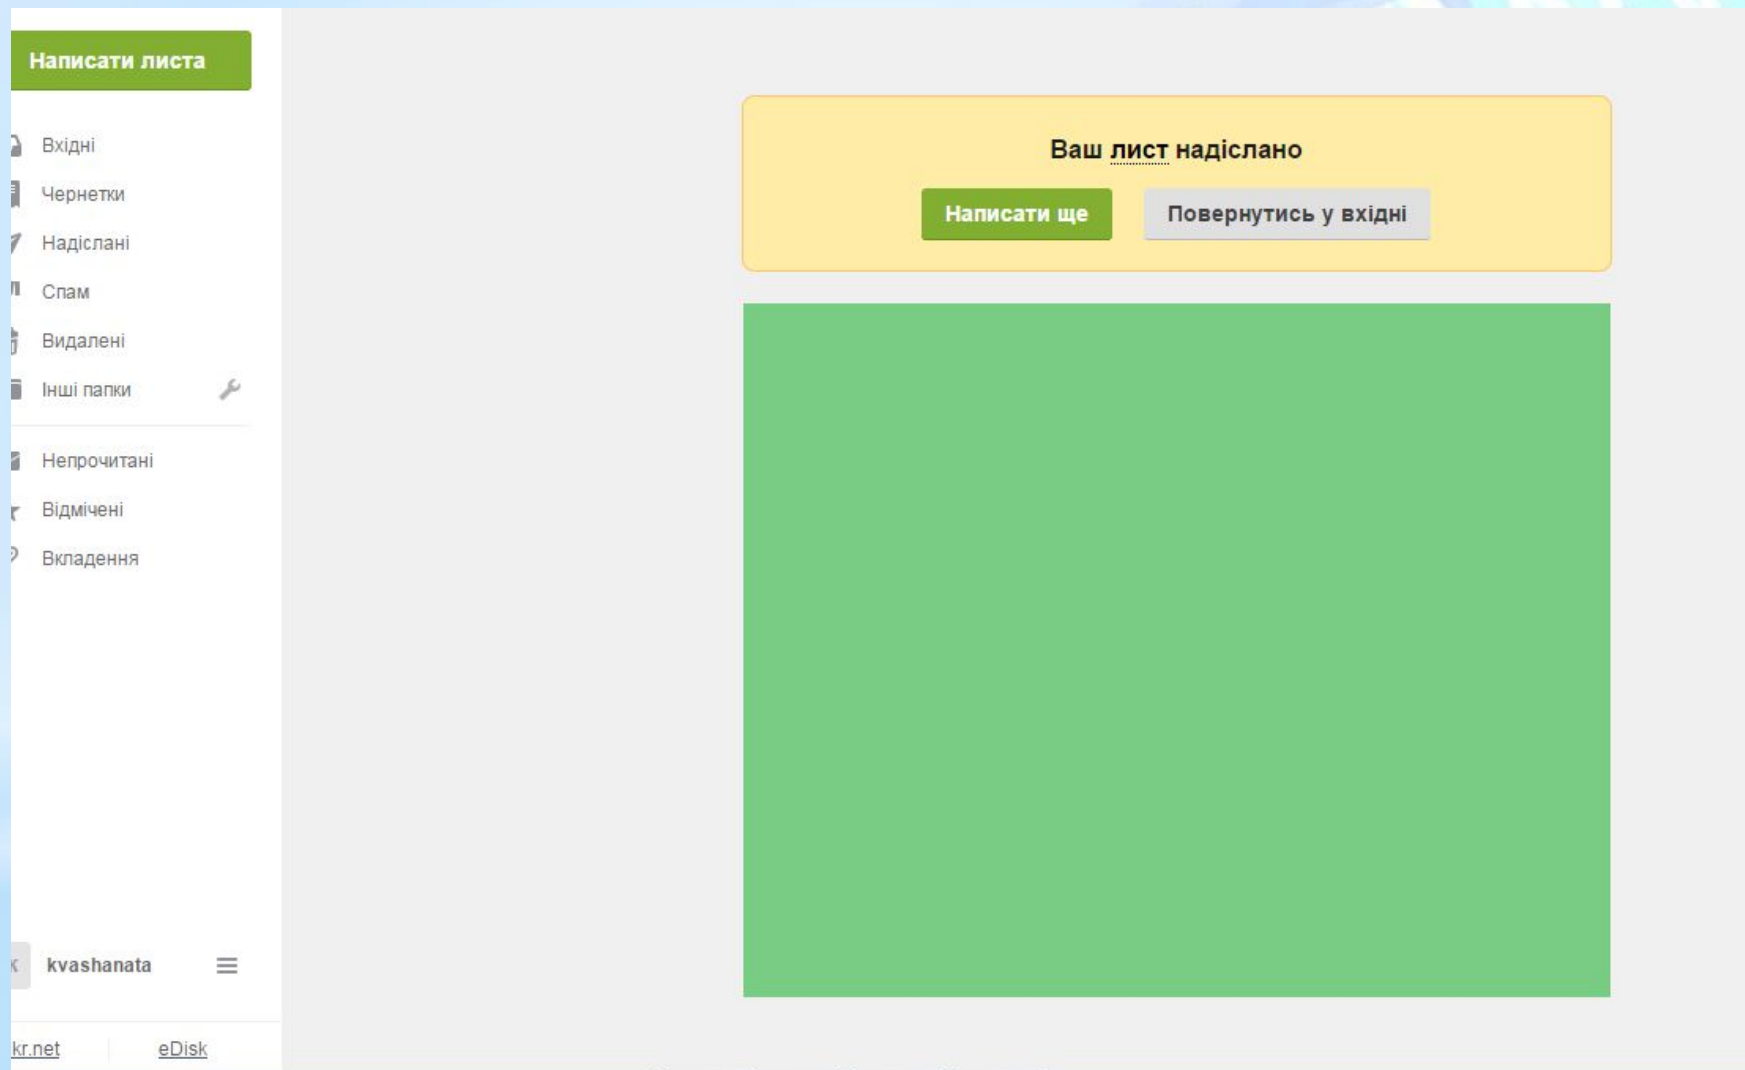 Написати листа
Вхідні
Чернетки
Надіслані
Спам
Видалені
Інші папки
Непрочитані
Відмічені
Вкладення
kvashanata
kr.net
eDisk
Ваш лист надіслано
Написати ще
Повернутись у вхідні